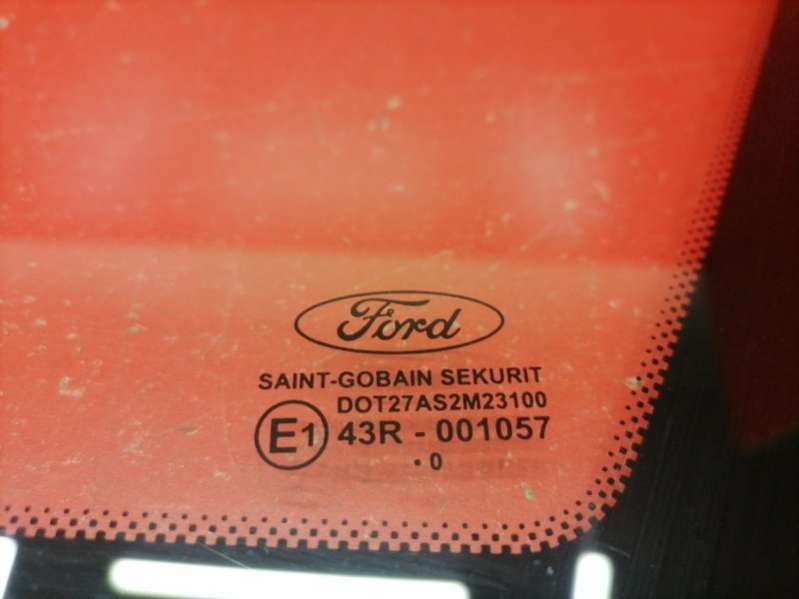 Ford
SAINT-GOBAIN SEKURIT
DOT27AS2M23100
E1 43R - 001057
· 0